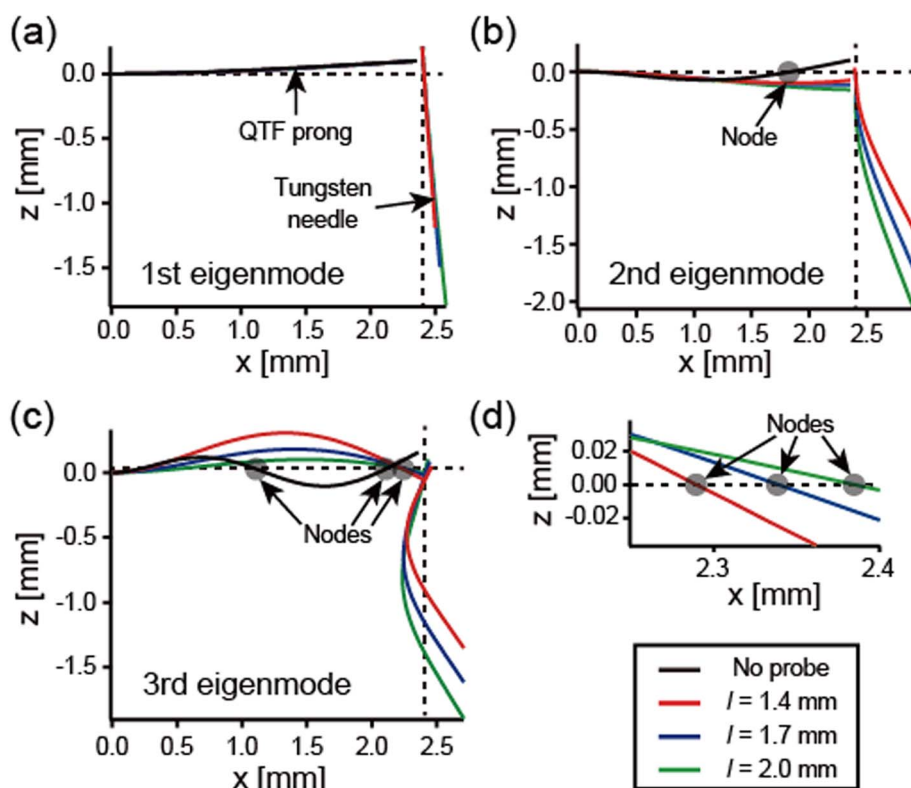 (a)
z [mm]
0.0
-0.5
-1.0
-1.5
QTF prong
Tungsten
needle
1st eigenmode
0.0 0.5 1.0 1.5 2.0 2.5
x [mm]
(b)
z [mm]
0.0
-0.5
-1.0
-1.5
-2.0
Node
2nd eigenmode
0.0 0.5 1.0 1.5 2.0 2.5
x [mm]
(c)
z [mm]
0.0
-0.5
-1.0
-1.5
Nodes
3rd eigenmode
0.0 0.5 1.0 1.5 2.0 2.5
x [mm]
(d)
z [mm]
0.02
0.00
-0.02
Nodes
2.3 2.4
x [mm]
No probe
l = 1.4 mm
l = 1.7 mm
l = 2.0 mm